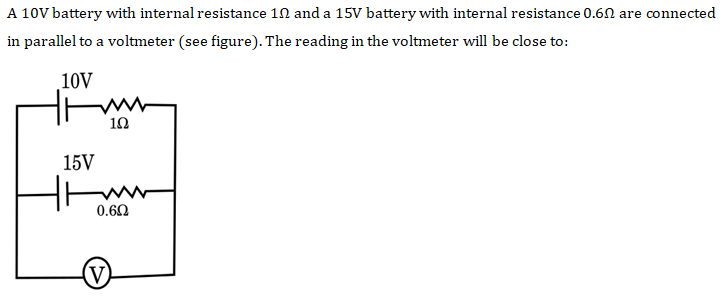 A 10V battery with internal resistance 1Ω and a 15V battery with internal resistance 0.6Ω are connected
in parallel to a voltmeter (see figure). The reading in the voltmeter will be close to:
10V
1Ω
15V
0.6Ω
V